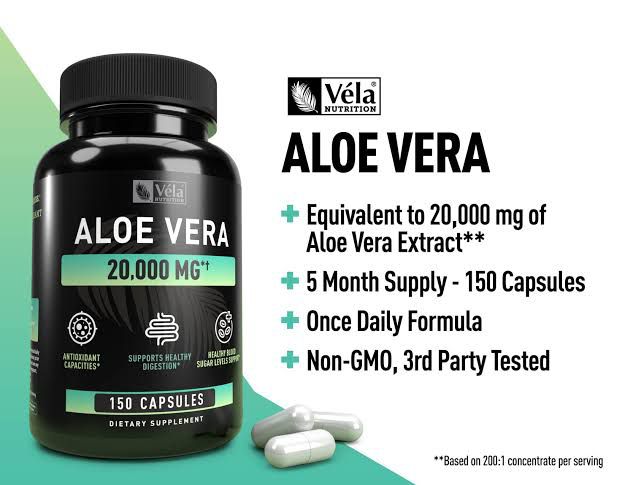 Véla®
NUTRITION
ALOE VERA
Equivalent to 20,000 mg of
Aloe Vera Extract**
5 Month Supply - 150 Capsules
Once Daily Formula
Non-GMO, 3rd Party Tested
**Based on 200:1 concentrate per serving
Véla
NUTRITION
ALOE VERA
20,000 MG*†
ANTIOXIDANT
CAPACITIES*
SUPPORTS HEALTHY
DIGESTION*
HEALTHY BLOOD
SUGAR LEVELS SUPPORT*
150 CAPSULES
DIETARY SUPPLEMENT